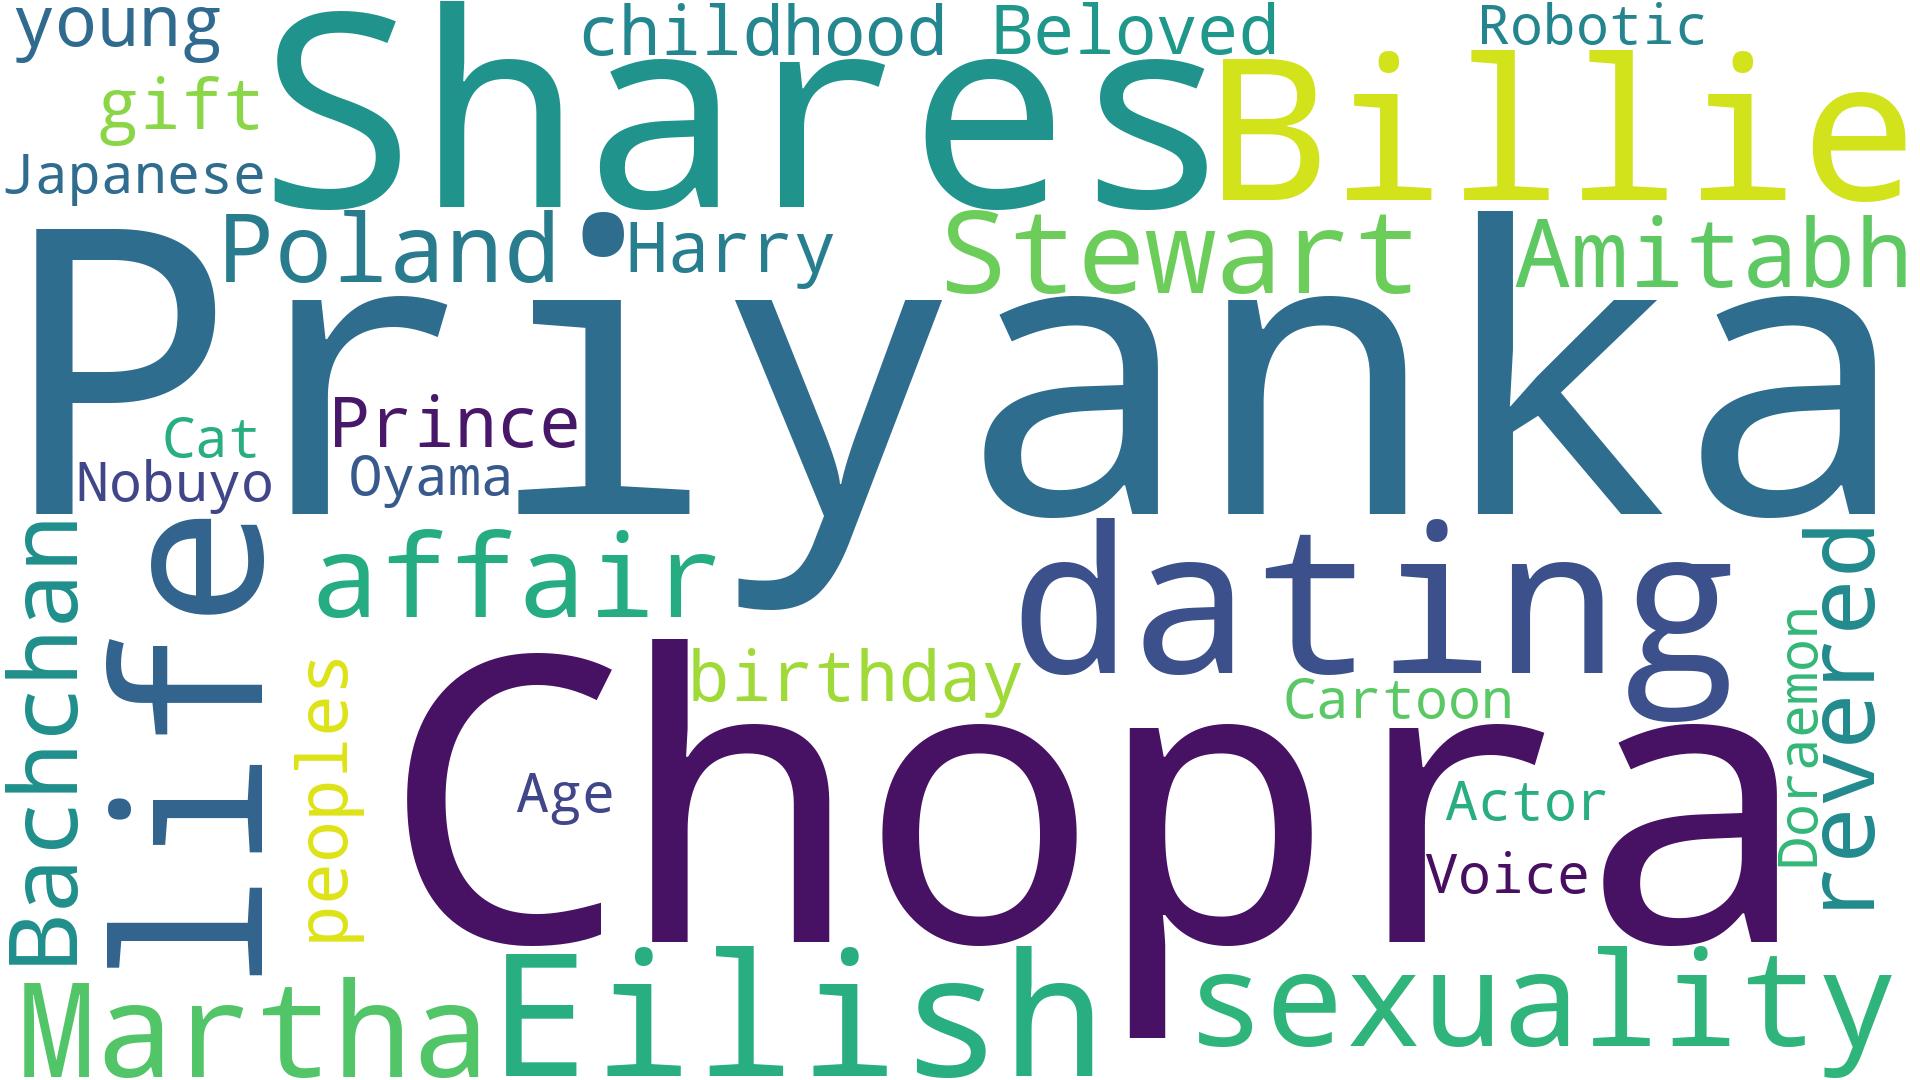 young
Shares
childhood
Beloved
Robotic
gift
Billie
Japanese
Poland
Harry
Stewart
Amitabh
Priyanka
Prince
Cat
Nobuyo
Oyama
Bachchan
life
affair
dating
revered
Doraemon
peoples
birthday
Cartoon
Chopra
Age
Actor
Voice
Martha
Eilish
sexuality